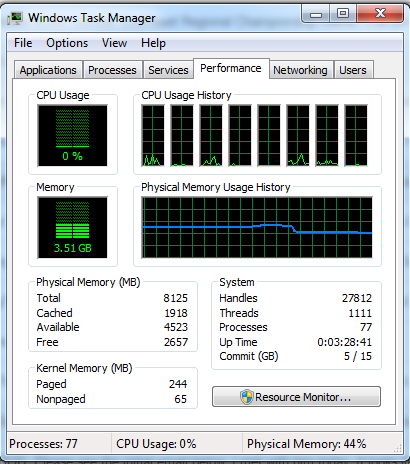 Windows Task Manager
File Options View Help
Applications Processes Services Performance Networking Users
CPU Usage
0 %
CPU Usage History
Memory
3.51 GB
Physical Memory Usage History
Physical Memory (MB)
Total 8125
Cached 1918
Available 4523
Free 2657
Kernel Memory (MB)
Paged 244
Nonpaged 65
System
Handles 27812
Threads 1111
Processes 77
Up Time 0:03:28:41
Commit (GB) 5 / 15
Resource Monitor...
Processes: 77 CPU Usage: 0% Physical Memory: 44%